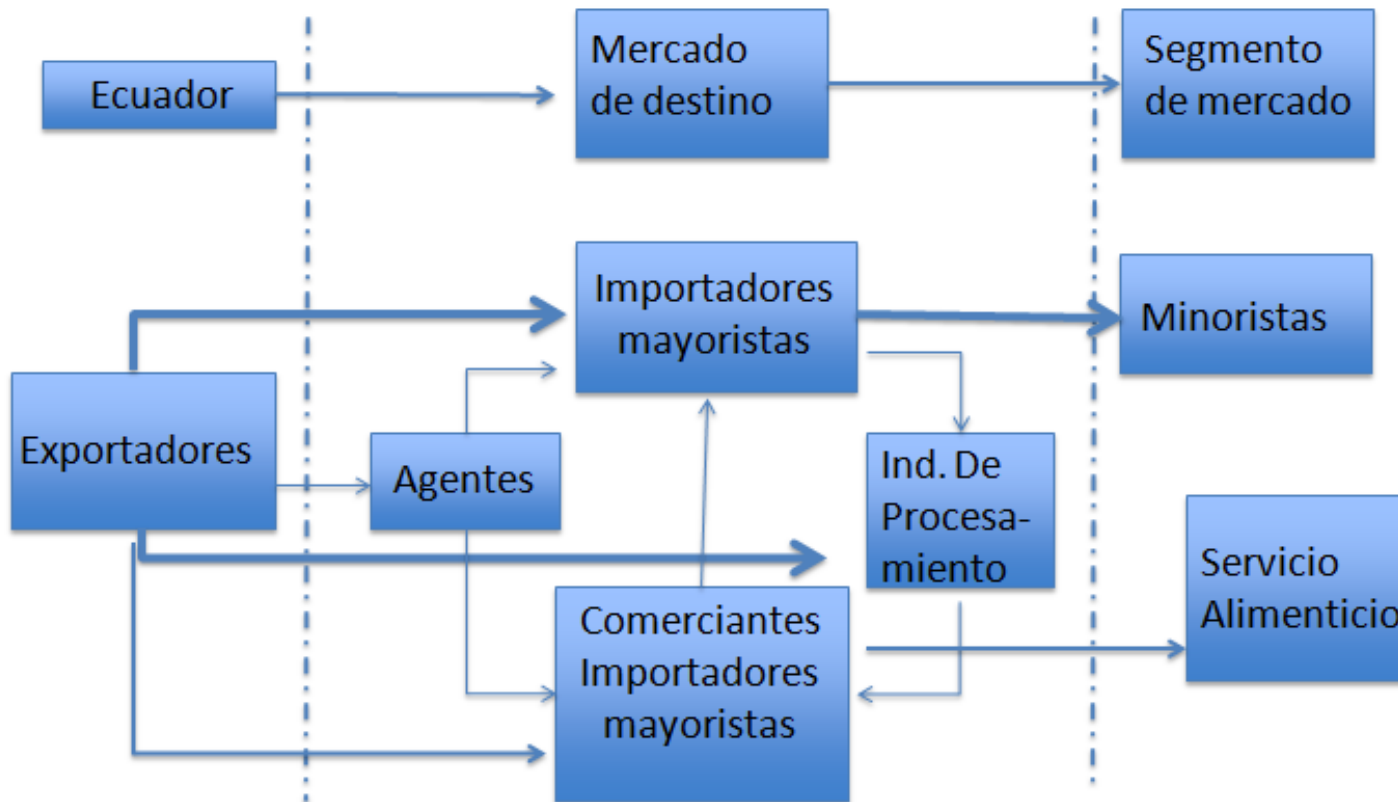 Ecuador
Mercado
de destino
Segmento
de mercado
Importadores
mayoristas
Minoristas
Exportadores
Agentes
Ind. De
Procesa-
miento
Servicio
Alimenticio
Comerciantes
Importadores
mayoristas